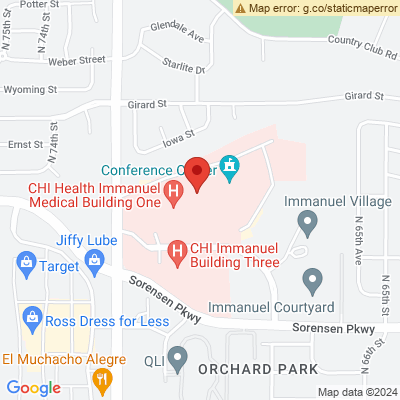 Potter St
Glendale Ave
Map error: g.co/staticmaperror
N 75th St
N 74th St
Country Club Rd
Weber Street
Starlite Dr
Wyoming St
Girard St
Girard St
Ernst St
N 74th St
Iowa St
Conference Center
CHI Health Immanuel
Medical Building One
H
Immanuel Village
N 65th Ave
Jiffy Lube
CHI Immanuel
Building Three
H
Target
N 65th St
Sorensen Pkwy
Immanuel Courtyard
Ross Dress for Less
Sorensen Pkwy
El Muchacho Alegre
QLI
ORCHARD PARK
N 66th St
Google
Map data ©2024